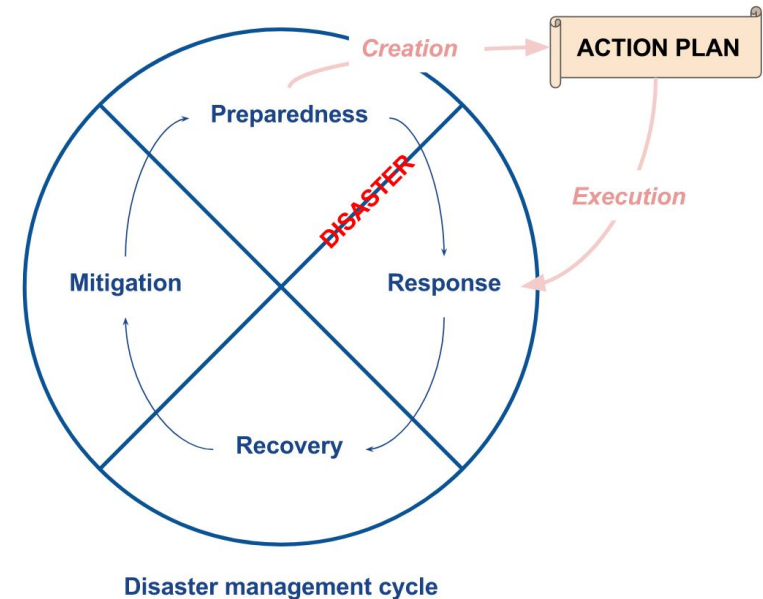 Creation
ACTION PLAN
Preparedness
DISASTER
Execution
Mitigation
Response
Recovery
Disaster management cycle